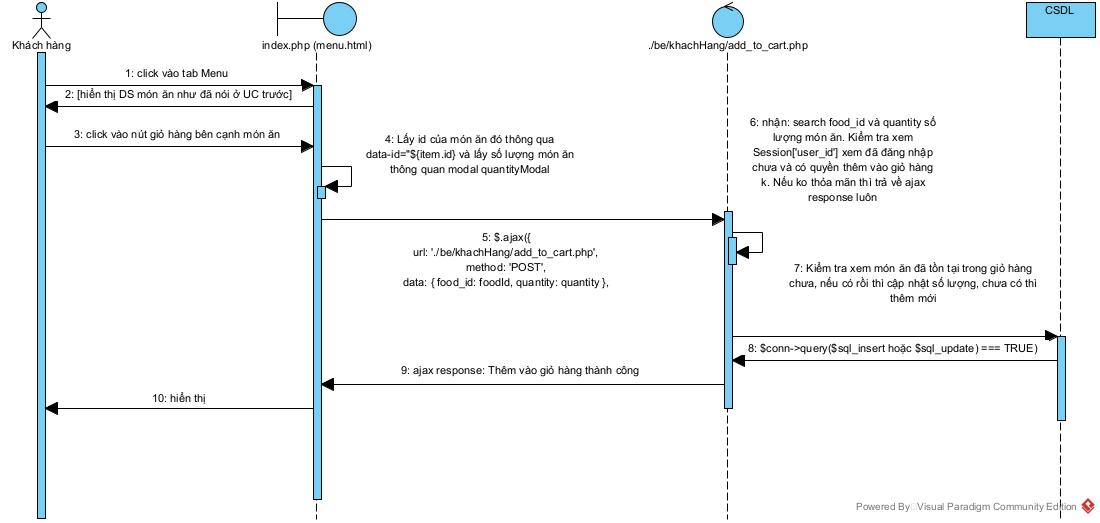 Khách hàng
index.php (menu.html)
./be/khachHang/add_to_cart.php
CSDL
1: click vào tab Menu
2: [hiển thị DS món ăn như đã nói ở UC trước]
3: click vào nút giỏ hàng bên cạnh món ăn
4: Lấy id của món ăn đó thông qua
data-id="${item.id} và lấy số lượng món ăn
thông quan modal quantityModal
6: nhận: search food_id và quantity số
lượng món ăn. Kiểm tra xem
Session['user_id'] xem đã đăng nhập
chưa và có quyền thêm vào giỏ hàng
k. Nếu ko thỏa mãn thì trả về ajax
response luôn
5: $.ajax({
url: './be/khachHang/add_to_cart.php',
method: 'POST',
data: { food_id: foodId, quantity: quantity },
7: Kiểm tra xem món ăn đã tồn tại trong giỏ hàng
chưa, nếu có rồi thì cập nhật số lượng, chưa có thì
thêm mới
8: $conn->query($sql_insert hoặc $sql_update) === TRUE)
9: ajax response: Thêm vào giỏ hàng thành công
10: hiển thị
Powered By Visual Paradigm Community Edition